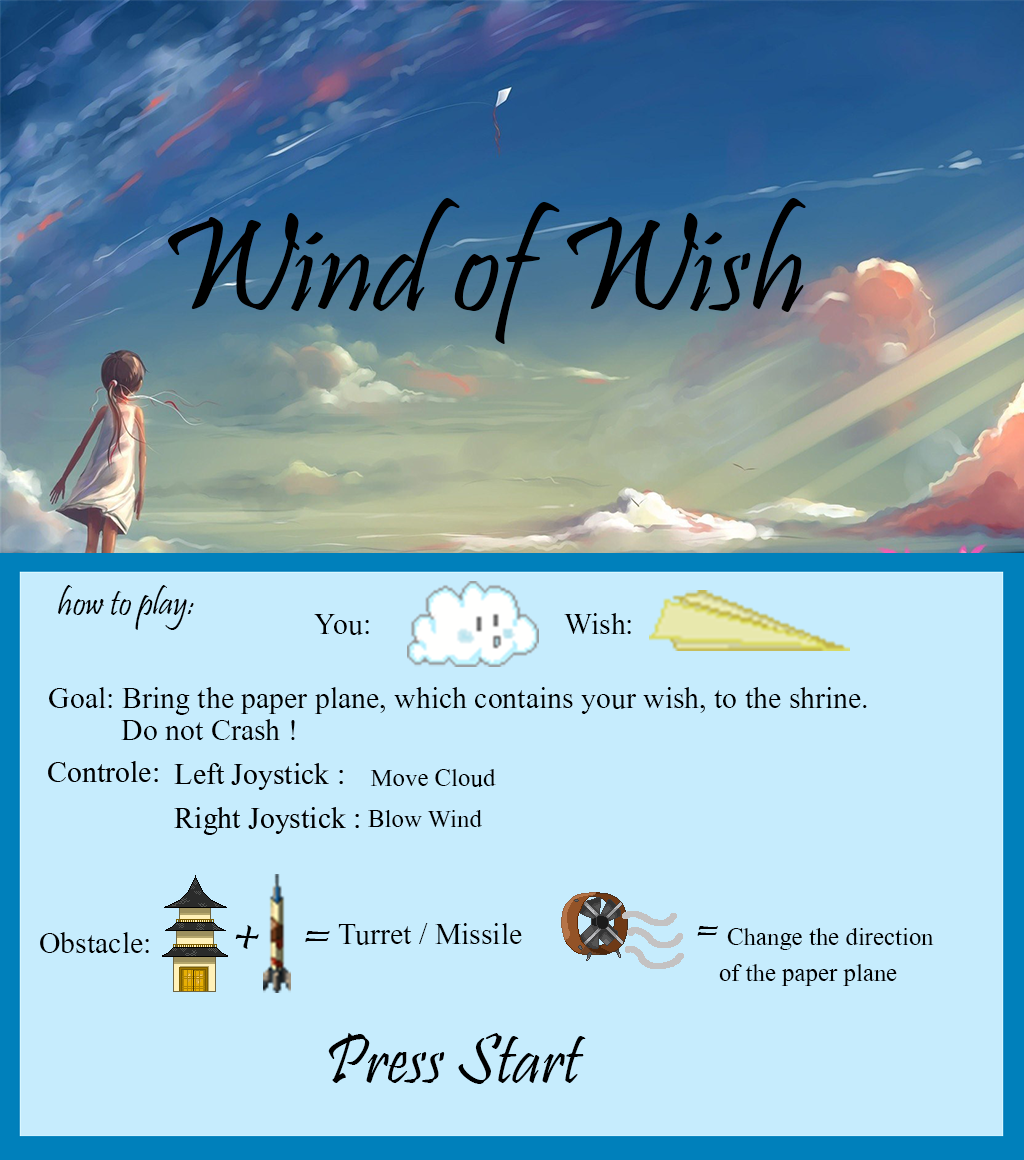 Wind of Wish
how to play:
You:
Wish:
Goal: Bring the paper plane, which contains your wish, to the shrine.
Do not Crash !
Controle: Left Joystick : Move Cloud
Right Joystick : Blow Wind
Obstacle: + = Turret / Missile
= Change the direction
of the paper plane
Press Start